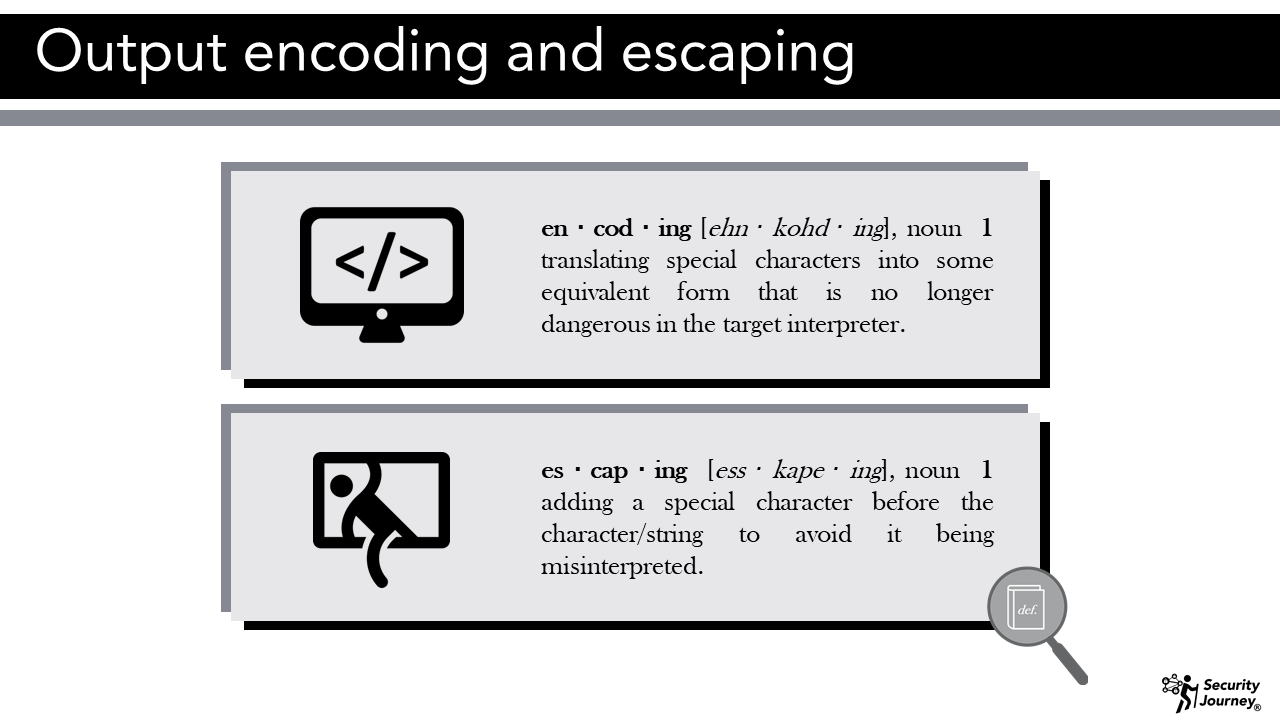 Output encoding and escaping
</>
en · cod · ing [ehn · kohd · ing], noun 1
translating special characters into some
equivalent form that is no longer
dangerous in the target interpreter.
es · cap · ing [ess · kape · ing], noun 1
adding a special character before the
character/string to avoid it being
misinterpreted.
def.
Security
Journey®